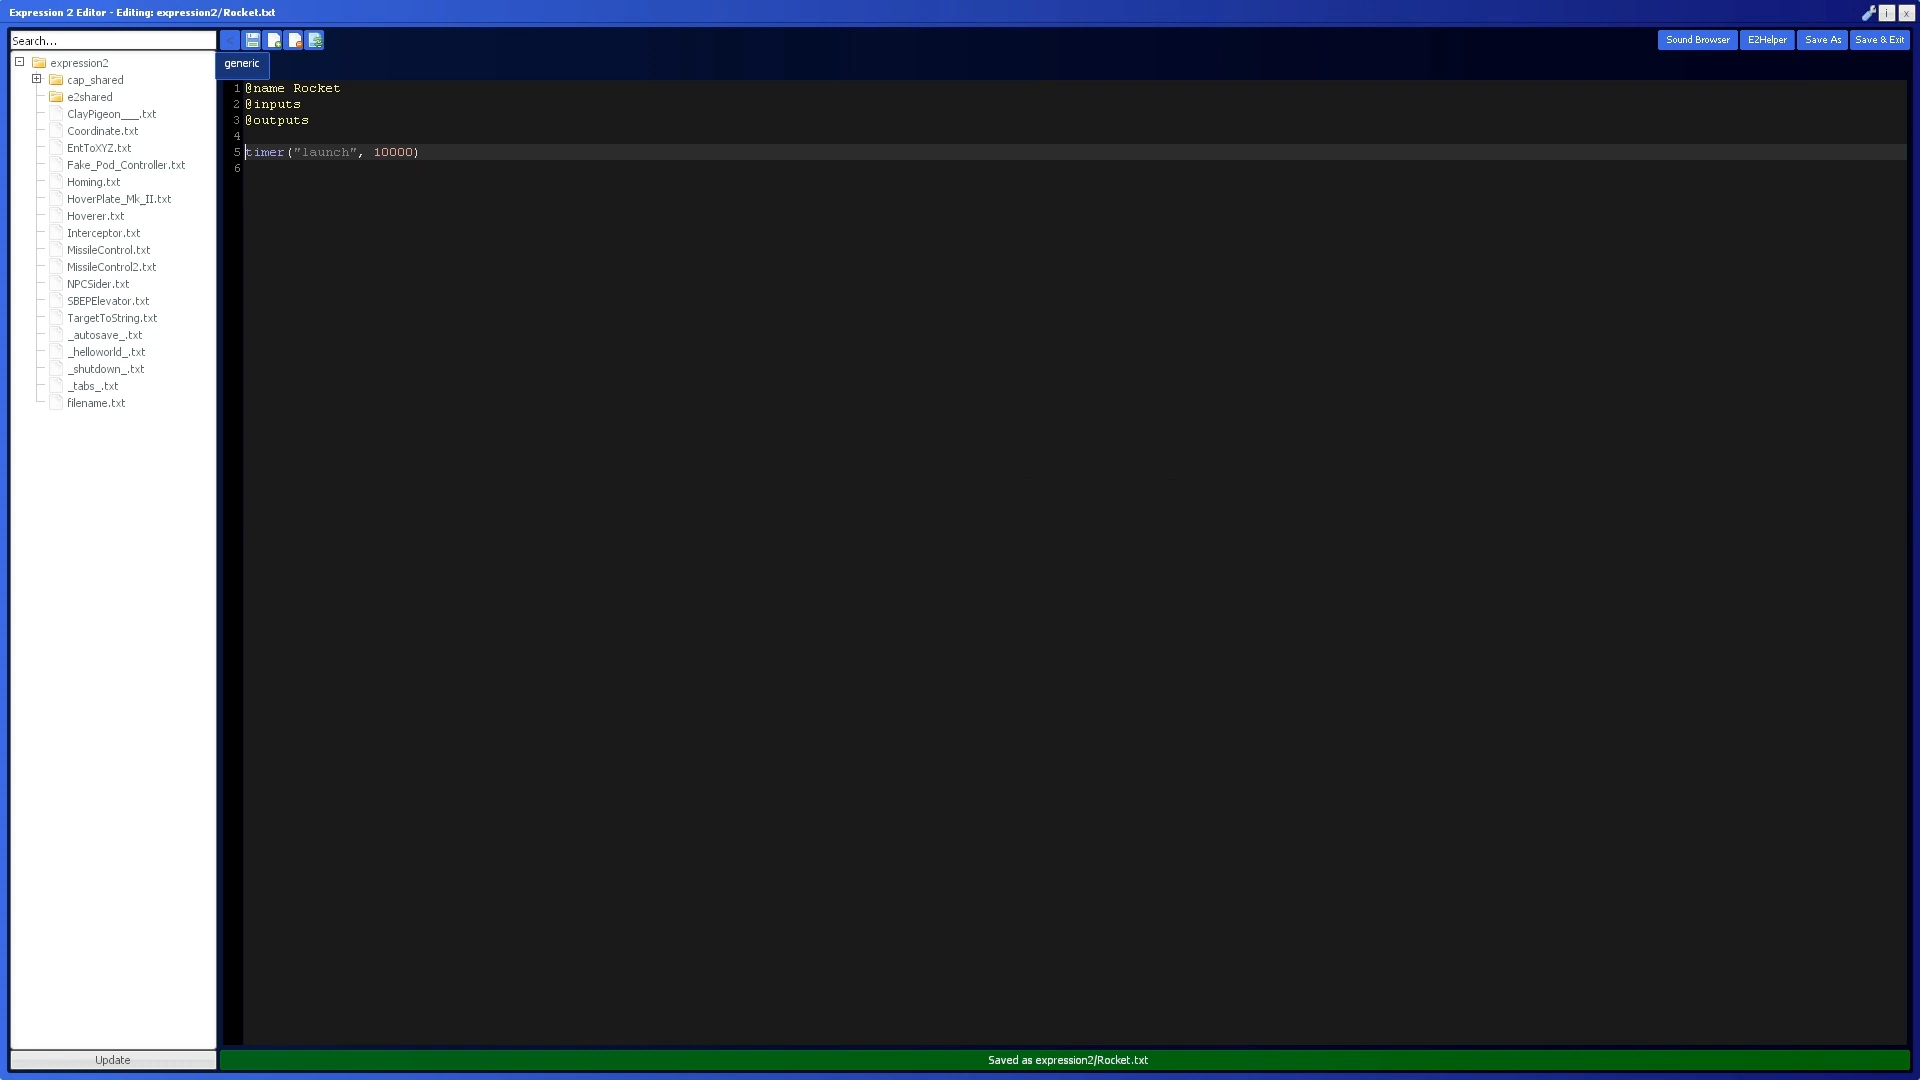 Expression 2 Editor - Editing: expression2/Rocket.txt
i x
Search...
< Sound Browser E2Helper Save As Save & Exit
generic
expression2
cap_shared
e2shared
ClayPigeon___.txt
Coordinate.txt
EntToXYZ.txt
Fake_Pod_Controller.txt
Homing.txt
HoverPlate_Mk_II.txt
Hoverer.txt
Interceptor.txt
MissileControl.txt
MissileControl2.txt
NPCSider.txt
SBEPElevator.txt
TargetToString.txt
_autosave_.txt
_helloworld_.txt
_shutdown_.txt
_tabs_.txt
filename.txt
1 @name Rocket
2 @inputs
3 @outputs
4
5 timer("launch", 10000)
6
Update
Saved as expression2/Rocket.txt